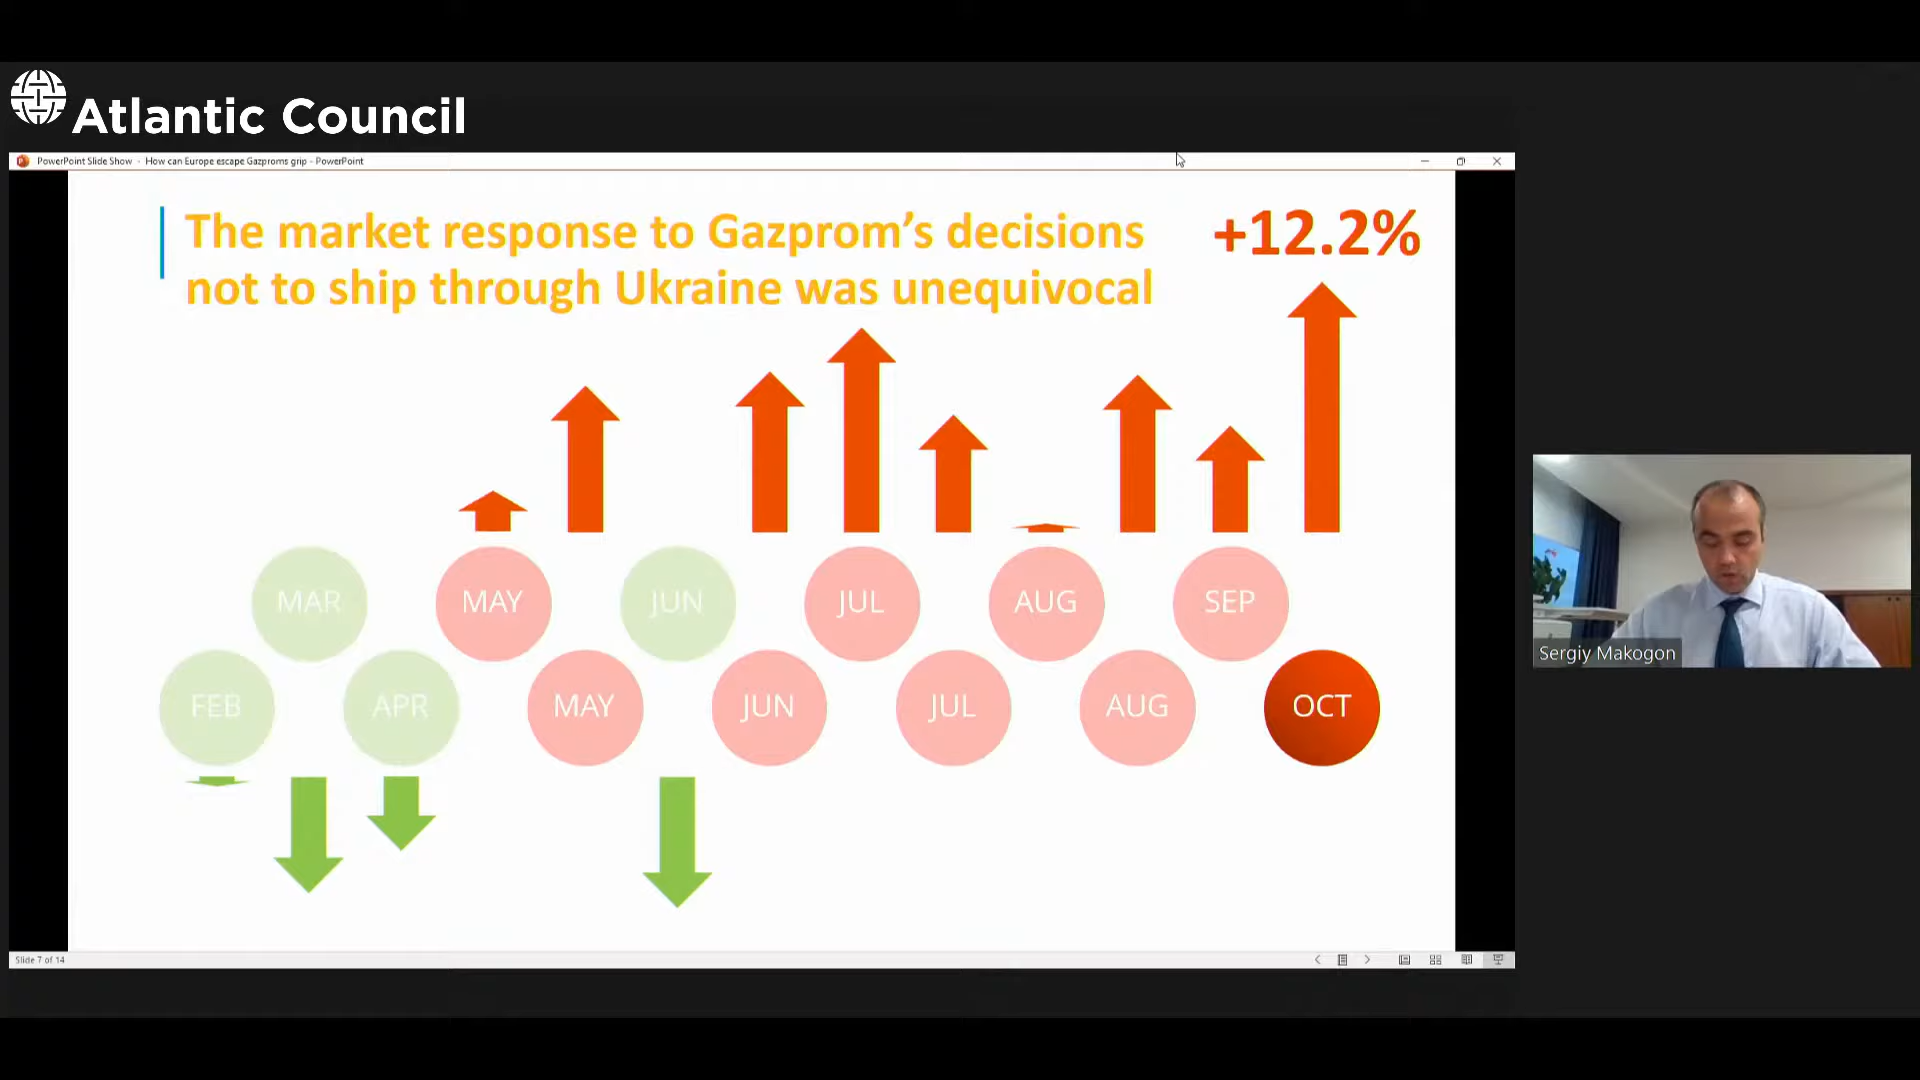 Atlantic Council
PowerPoint Slide Show - How can Europe escape Gazproms grip - PowerPoint
The market response to Gazprom’s decisions
not to ship through Ukraine was unequivocal
+12.2%
MAR
MAY
JUN
JUL
AUG
SEP
FEB
APR
MAY
JUN
JUL
AUG
OCT
Sergiy Makogon
Slide 7 of 14